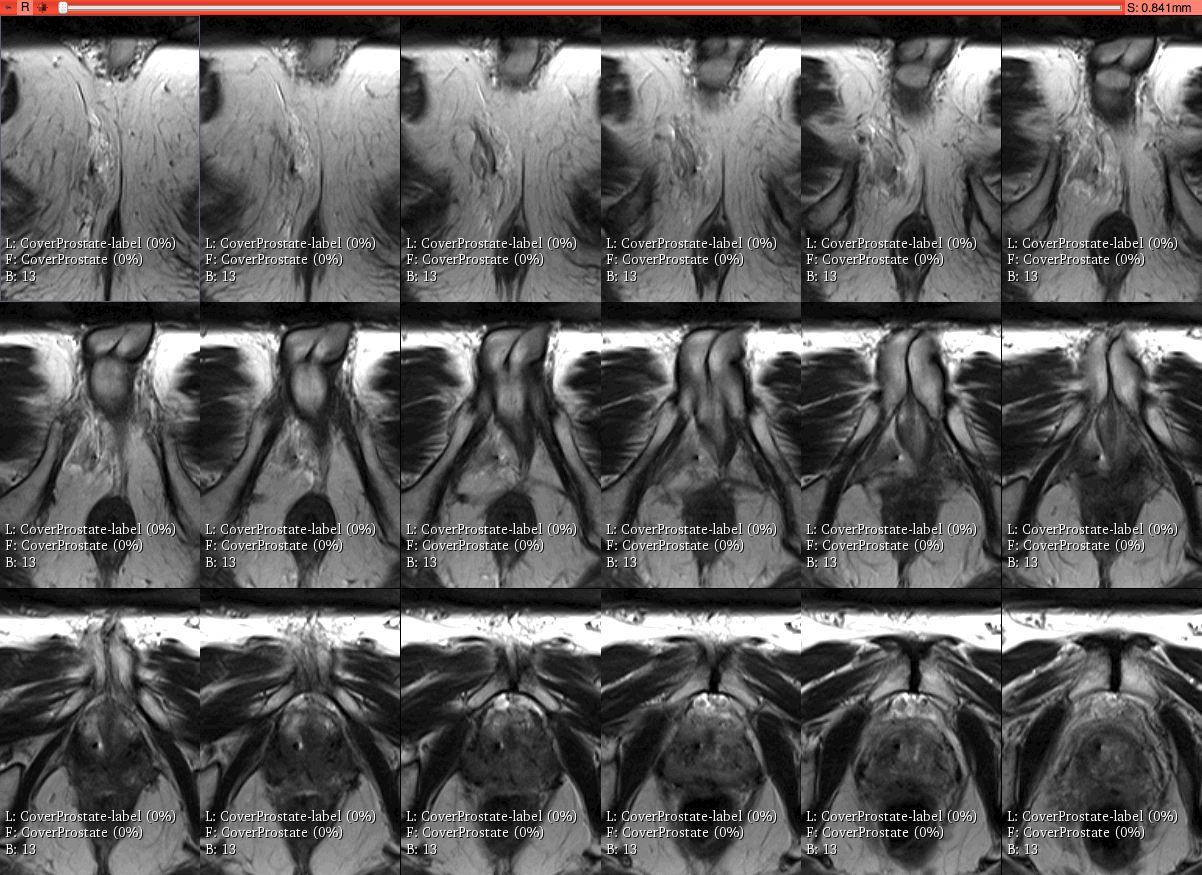 R
S: 0.841mm
L: CoverProstate-label (0%)
F: CoverProstate (0%)
B: 13
L: CoverProstate-label (0%)
F: CoverProstate (0%)
B: 13
L: CoverProstate-label (0%)
F: CoverProstate (0%)
B: 13
L: CoverProstate-label (0%)
F: CoverProstate (0%)
B: 13
L: CoverProstate-label (0%)
F: CoverProstate (0%)
B: 13
L: CoverProstate-label (0%)
F: CoverProstate (0%)
B: 13
L: CoverProstate-label (0%)
F: CoverProstate (0%)
B: 13
L: CoverProstate-label (0%)
F: CoverProstate (0%)
B: 13
L: CoverProstate-label (0%)
F: CoverProstate (0%)
B: 13
L: CoverProstate-label (0%)
F: CoverProstate (0%)
B: 13
L: CoverProstate-label (0%)
F: CoverProstate (0%)
B: 13
L: CoverProstate-label (0%)
F: CoverProstate (0%)
B: 13
L: CoverProstate-label (0%)
F: CoverProstate (0%)
B: 13
L: CoverProstate-label (0%)
F: CoverProstate (0%)
B: 13
L: CoverProstate-label (0%)
F: CoverProstate (0%)
B: 13
L: CoverProstate-label (0%)
F: CoverProstate (0%)
B: 13
L: CoverProstate-label (0%)
F: CoverProstate (0%)
B: 13
L: CoverProstate-label (0%)
F: CoverProstate (0%)
B: 13